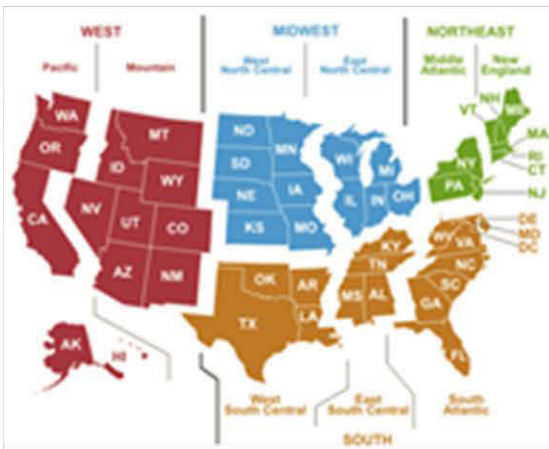 WEST MIDWEST NORTHEAST
Pacific Mountain West North Central East North Central Middle Atlantic New England
WA
OR
CA
NV
ID
MT
WY
UT
CO
AZ
NM
AK
HI
ND
SD
NE
KS
MN
IA
MO
WI
MI
IL
IN
OH
NH
VT
ME
MA
RI
CT
NY
PA
NJ
DE
MD
DC
WV
VA
KY
TN
NC
SC
OK
AR
TX
LA
MS
AL
GA
FL
West South Central East South Central South Atlantic
SOUTH